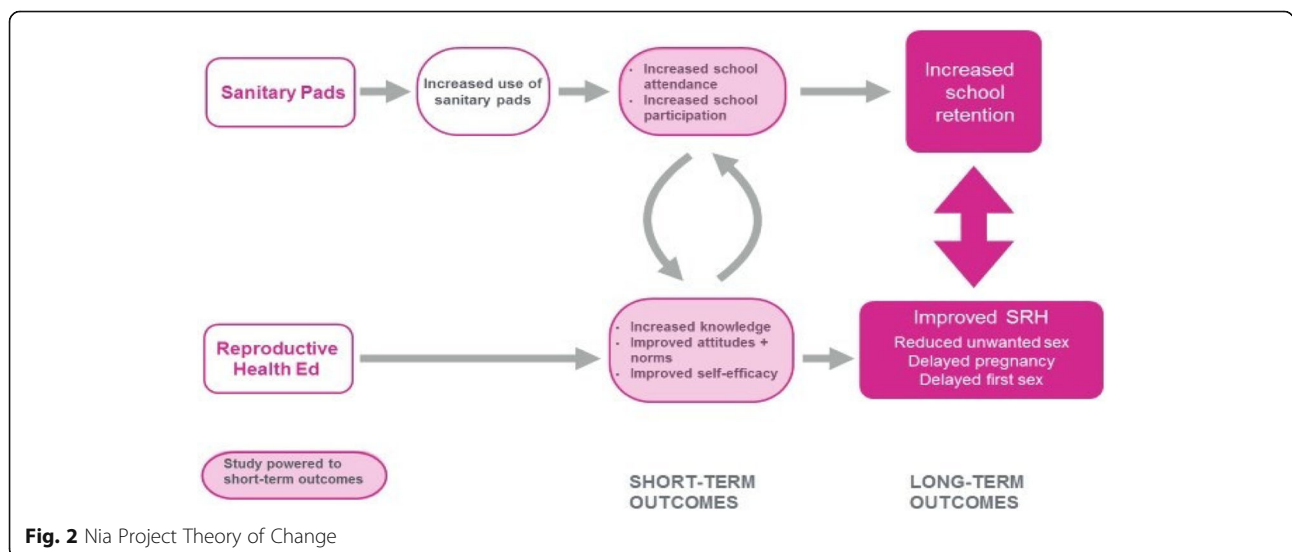 Sanitary Pads
Increased use of
sanitary pads
· Increased school
attendance
· Increased school
participation
Increased
school
retention
Reproductive
Health Ed
· Increased knowledge
· Improved attitudes +
norms
· Improved self-efficacy
Improved SRH
Reduced unwanted sex
Delayed pregnancy
Delayed first sex
Study powered to
short-term outcomes
SHORT-TERM
OUTCOMES
LONG-TERM
OUTCOMES
Fig. 2 Nia Project Theory of Change